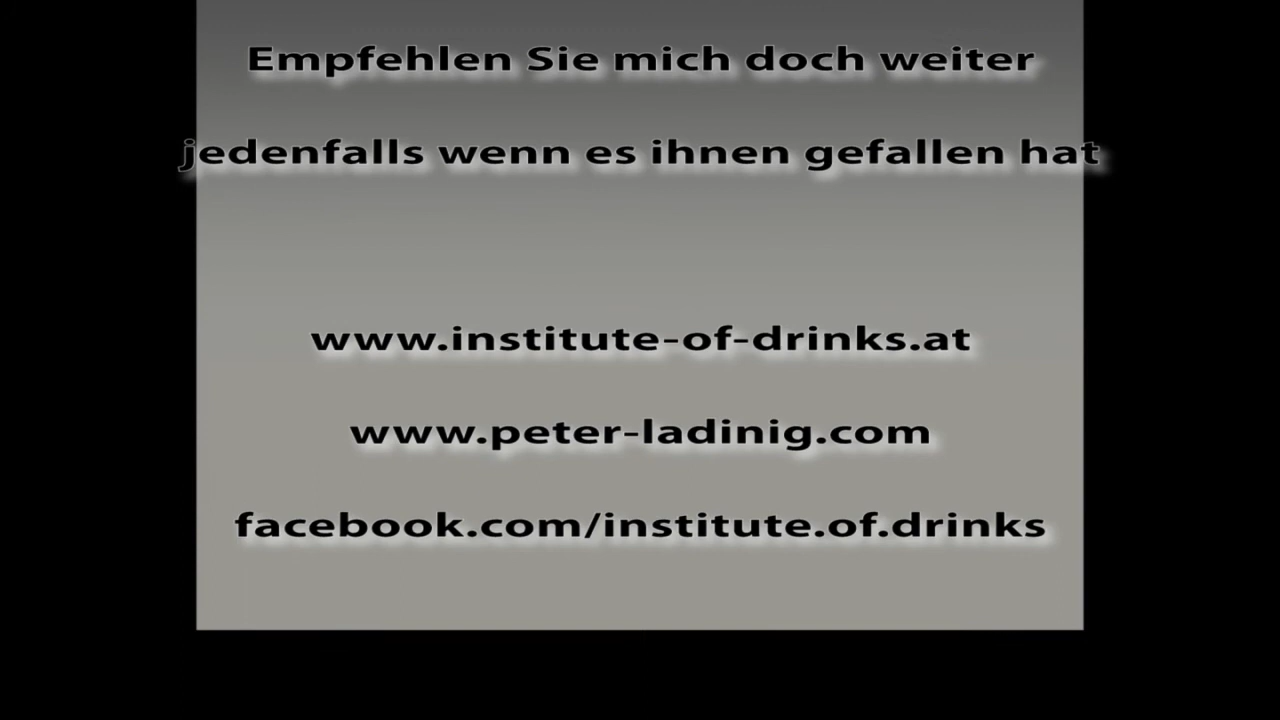 Empfehlen Sie mich doch weiter
jedenfalls wenn es ihnen gefallen hat
www.institute-of-drinks.at
www.peter-ladinig.com
facebook.com/institute.of.drinks